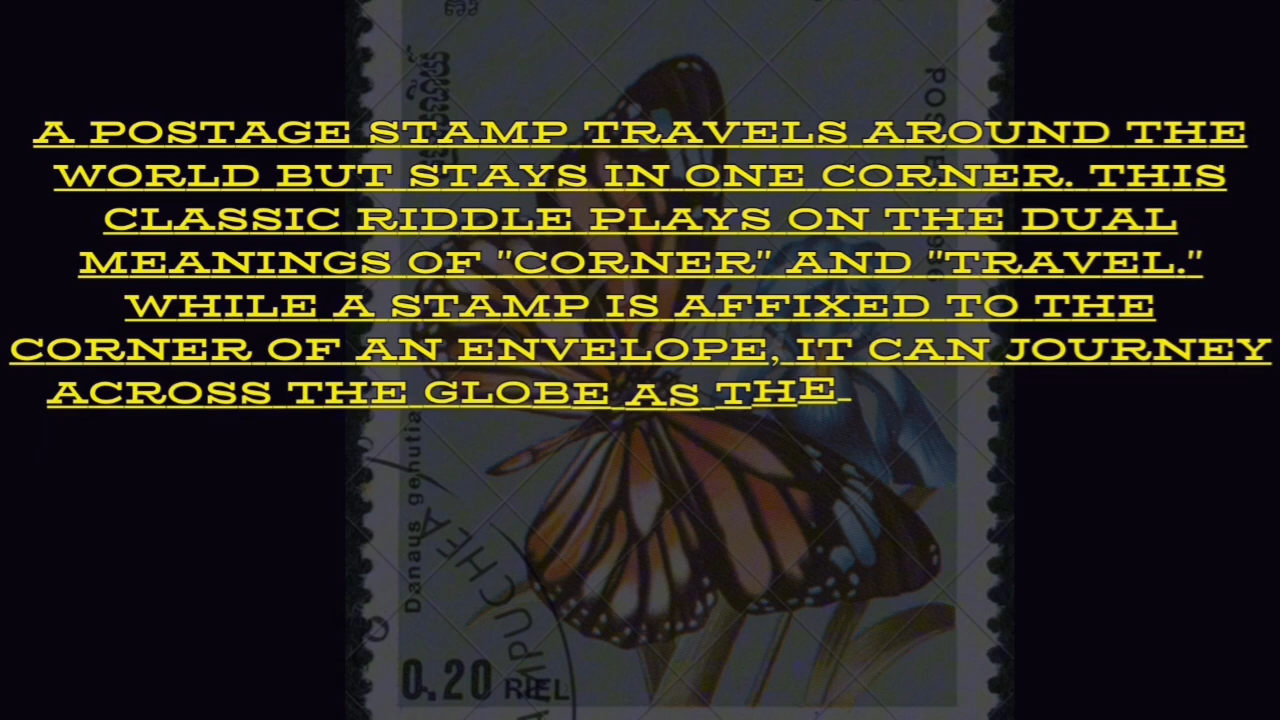 A POSTAGE STAMP TRAVELS AROUND THE
WORLD BUT STAYS IN ONE CORNER. THIS
CLASSIC RIDDLE PLAYS ON THE DUAL
MEANINGS OF "CORNER" AND "TRAVEL."
WHILE A STAMP IS AFFIXED TO THE
CORNER OF AN ENVELOPE, IT CAN JOURNEY
ACROSS THE GLOBE AS THE
Danaus genutia
0.20 RIEL